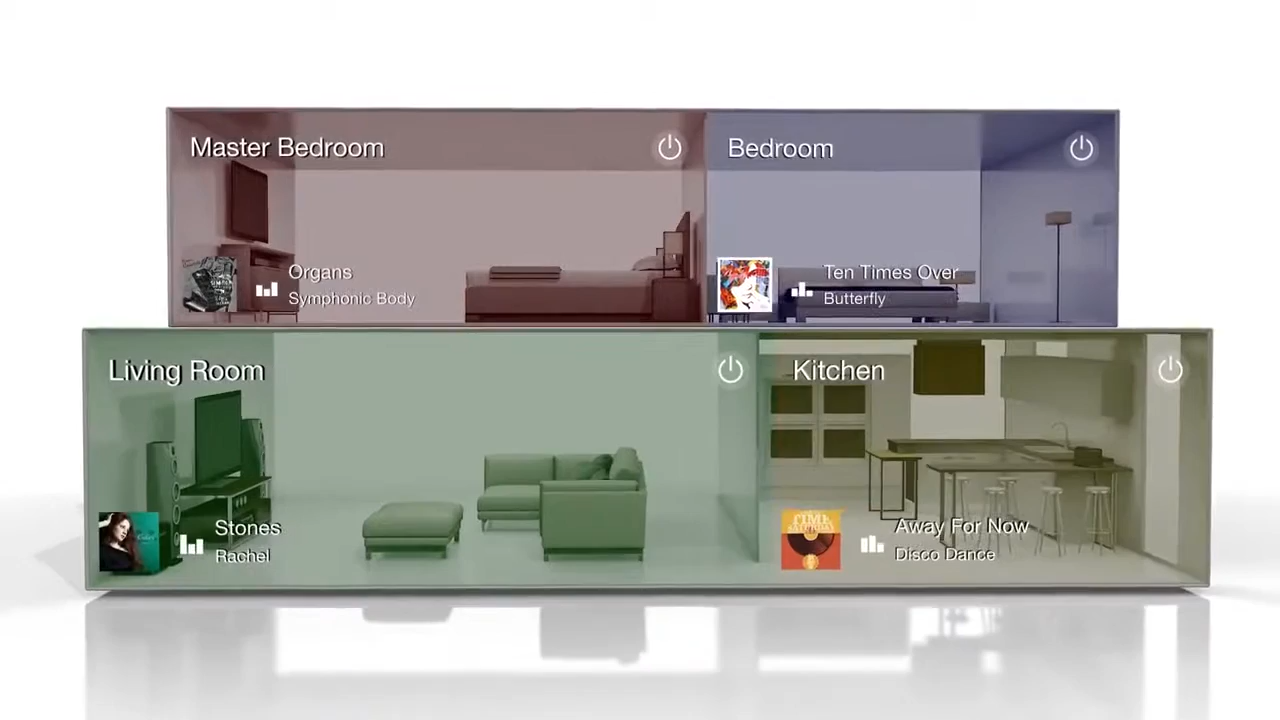 Master Bedroom
Bedroom
Organs
Symphonic Body
Ten Times Over
Butterfly
Living Room
Kitchen
Stones
Rachel
Away For Now
Disco Dance
TIME